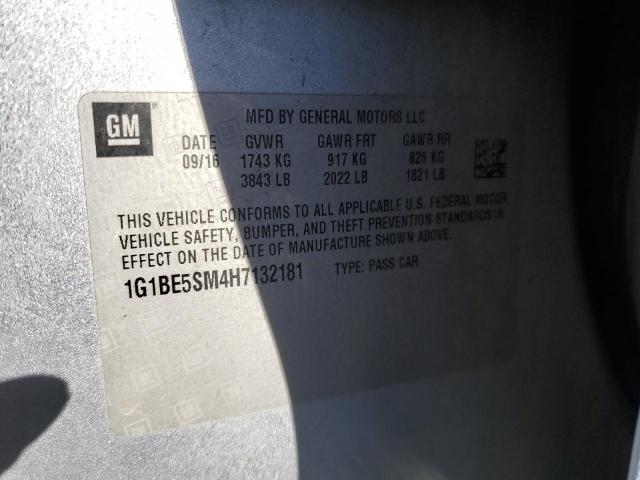 GM
MFD BY GENERAL MOTORS LLC
DATE GVWR GAWR FRT GAWR RR
09/16 1743 KG 917 KG 826 KG
3843 LB 2022 LB 1821 LB
THIS VEHICLE CONFORMS TO ALL APPLICABLE U.S. FEDERAL MOTOR
VEHICLE SAFETY, BUMPER, AND THEFT PREVENTION STANDARDS IN
EFFECT ON THE DATE OF MANUFACTURE SHOWN ABOVE.
1G1BE5SM4H7132181 TYPE: PASS CAR